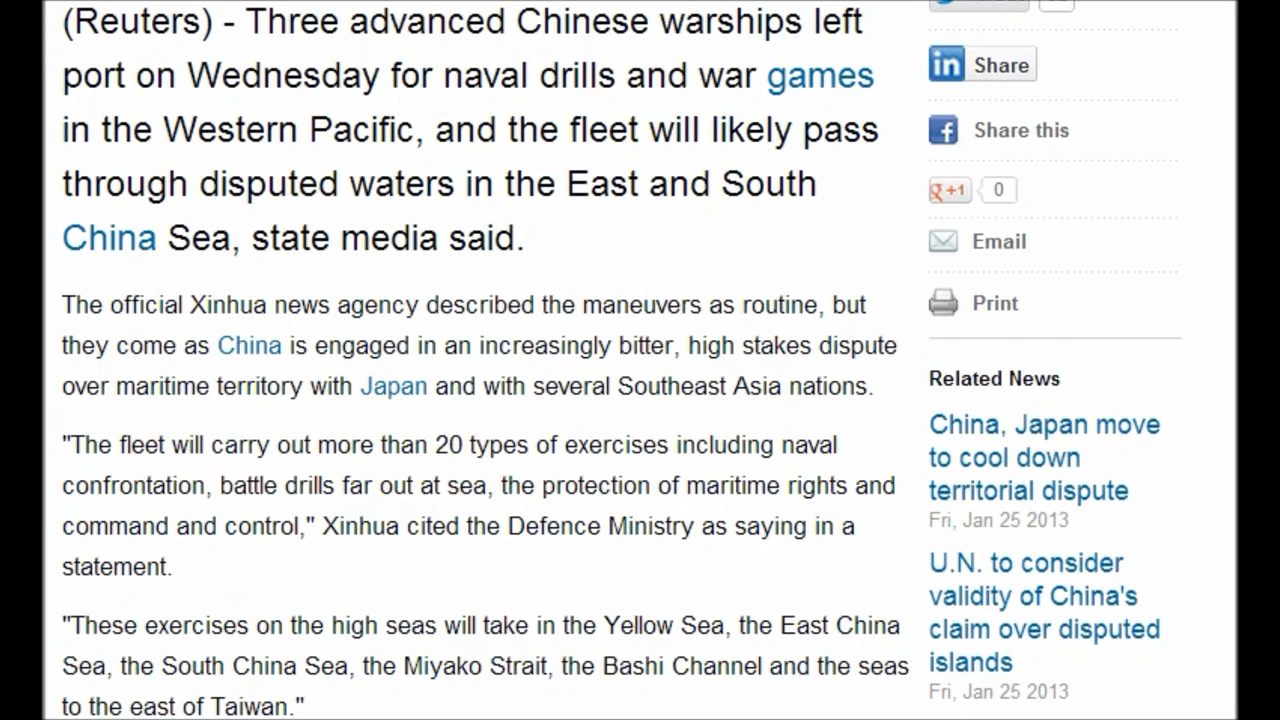 (Reuters) - Three advanced Chinese warships left
port on Wednesday for naval drills and war games
in the Western Pacific, and the fleet will likely pass
through disputed waters in the East and South
China Sea, state media said.
The official Xinhua news agency described the maneuvers as routine, but
they come as China is engaged in an increasingly bitter, high stakes dispute
over maritime territory with Japan and with several Southeast Asia nations.
"The fleet will carry out more than 20 types of exercises including naval
confrontation, battle drills far out at sea, the protection of maritime rights and
command and control," Xinhua cited the Defence Ministry as saying in a
statement.
"These exercises on the high seas will take in the Yellow Sea, the East China
Sea, the South China Sea, the Miyako Strait, the Bashi Channel and the seas
to the east of Taiwan."
in Share
f Share this
g+1 0
Email
Print
Related News
China, Japan move
to cool down
territorial dispute
Fri, Jan 25 2013
U.N. to consider
validity of China's
claim over disputed
islands
Fri, Jan 25 2013